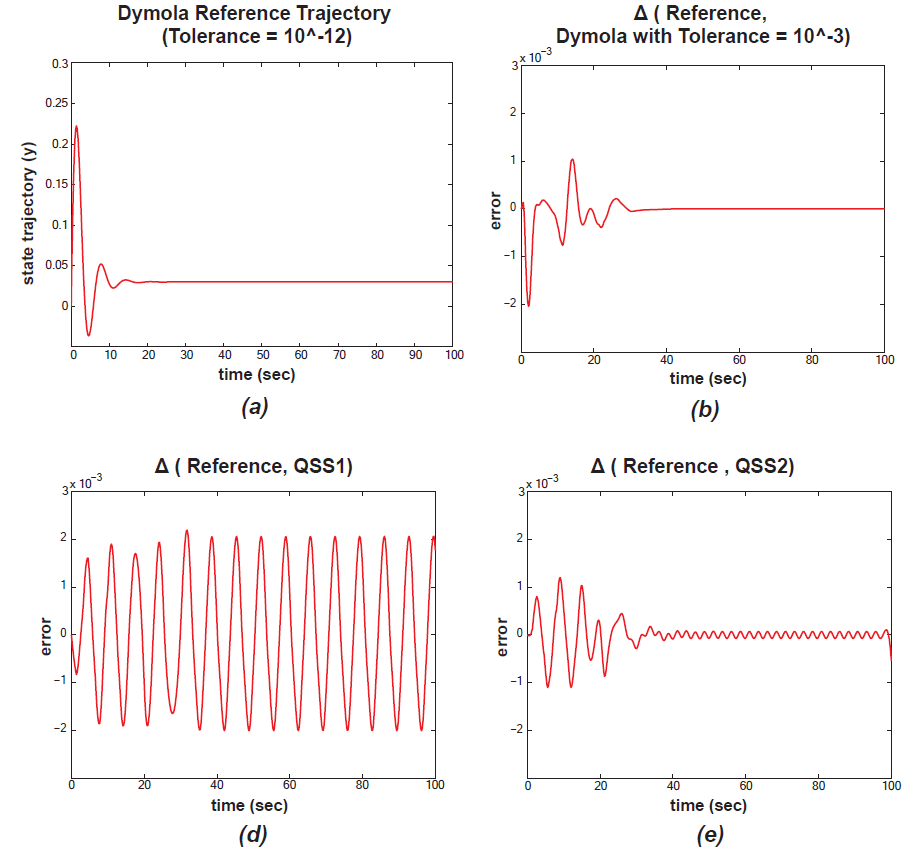 Dymola Reference Trajectory
(Tolerance = 10^-12)
0.3
0.25
0.2
0.15
0.1
0.05
0
state trajectory (y)
0 10 20 30 40 50 60 70 80 90 100
time (sec)
(a)
Δ ( Reference,
Dymola with Tolerance = 10^-3)
3 x 10⁻³
2
1
0
−1
−2
error
0 20 40 60 80 100
time (sec)
(b)
Δ ( Reference, QSS1)
3 x 10⁻³
2
1
0
−1
−2
error
0 20 40 60 80 100
time (sec)
(d)
Δ ( Reference , QSS2)
3 x 10⁻³
2
1
0
−1
−2
error
0 20 40 60 80 100
time (sec)
(e)